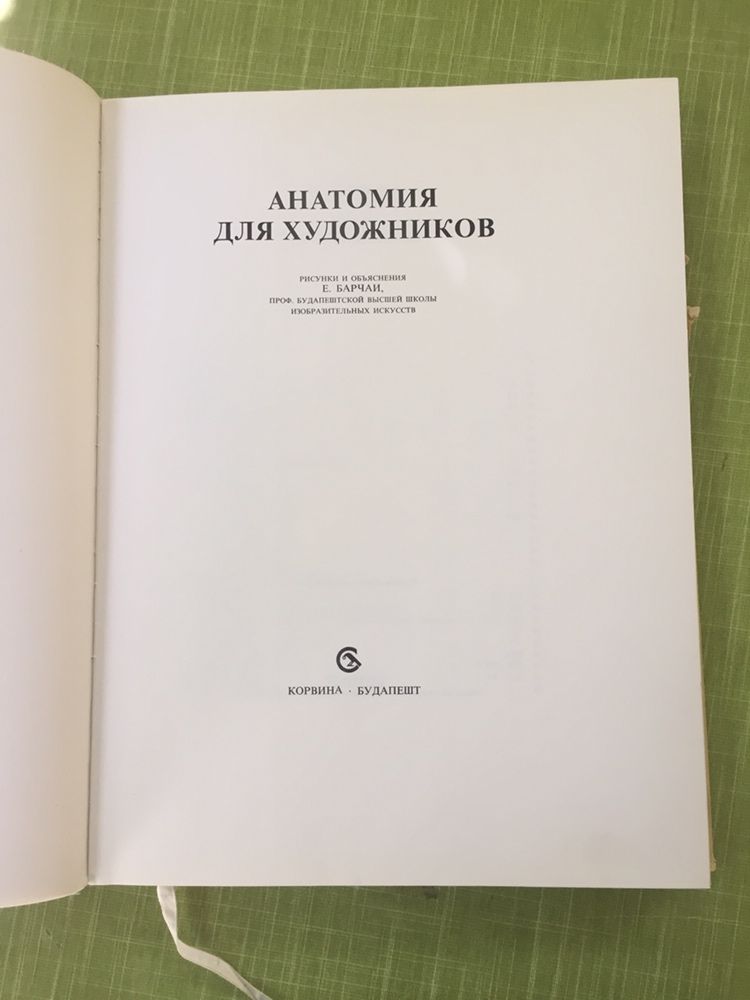 АНАТОМИЯ
ДЛЯ ХУДОЖНИКОВ
РИСУНКИ И ОБЪЯСНЕНИЯ
Е. БАРЧАИ,
ПРОФ. БУДАПЕШТСКОЙ ВЫСШЕЙ ШКОЛЫ
ИЗОБРАЗИТЕЛЬНЫХ ИСКУССТВ
КОРВИНА · БУДАПЕШТ